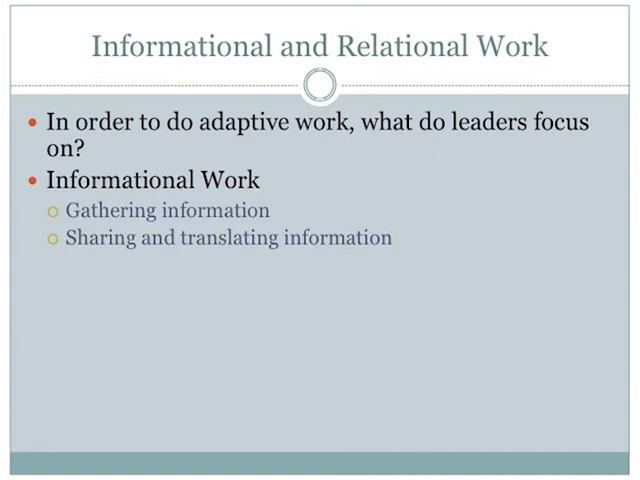 Informational and Relational Work
In order to do adaptive work, what do leaders focus
on?
Informational Work
Gathering information
Sharing and translating information